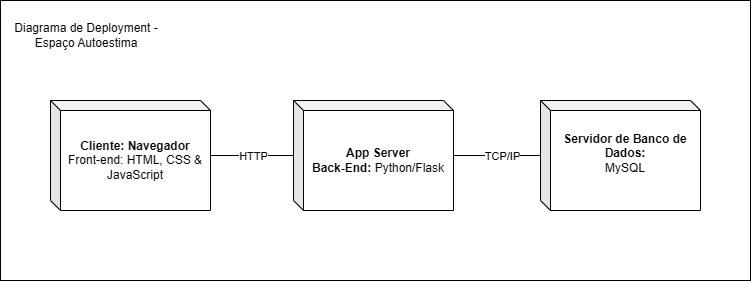 Diagrama de Deployment -
Espaço Autoestima
Cliente: Navegador
Front-end: HTML, CSS &
JavaScript
HTTP
App Server
Back-End: Python/Flask
TCP/IP
Servidor de Banco de
Dados:
MySQL